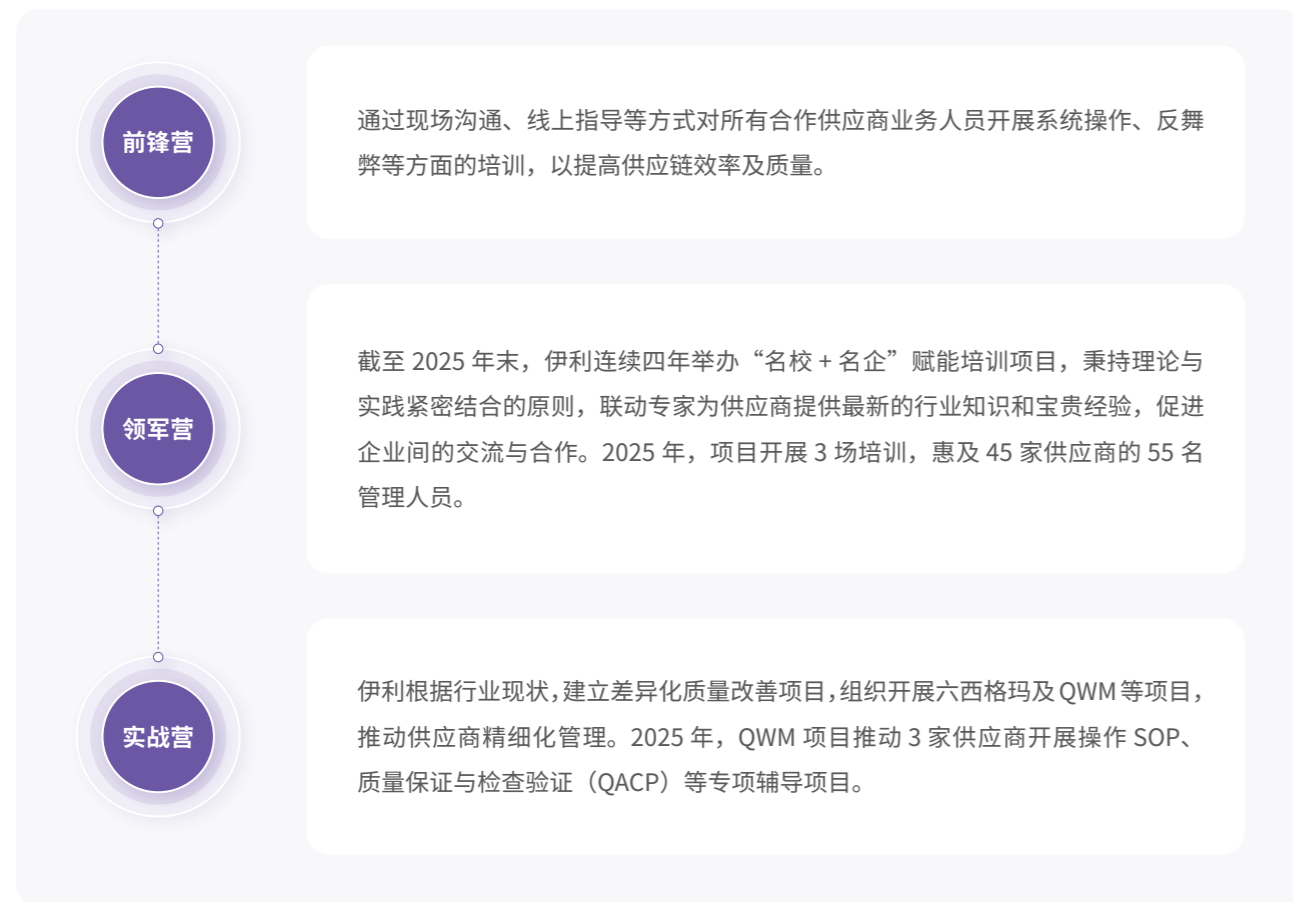 前锋营
通过现场沟通、线上指导等方式对所有合作供应商业务人员开展系统操作、反舞
弊等方面的培训，以提高供应链效率及质量。
领军营
截至 2025 年末，伊利连续四年举办“名校 + 名企”赋能培训项目，秉持理论与
实践紧密结合的原则，联动专家为供应商提供最新的行业知识和宝贵经验，促进
企业间的交流与合作。2025 年，项目开展 3 场培训，惠及 45 家供应商的 55 名
管理人员。
实战营
伊利根据行业现状，建立差异化质量改善项目，组织开展六西格玛及 QWM 等项目，
推动供应商精细化管理。2025 年，QWM 项目推动 3 家供应商开展操作 SOP、
质量保证与检查验证（QACP）等专项辅导项目。